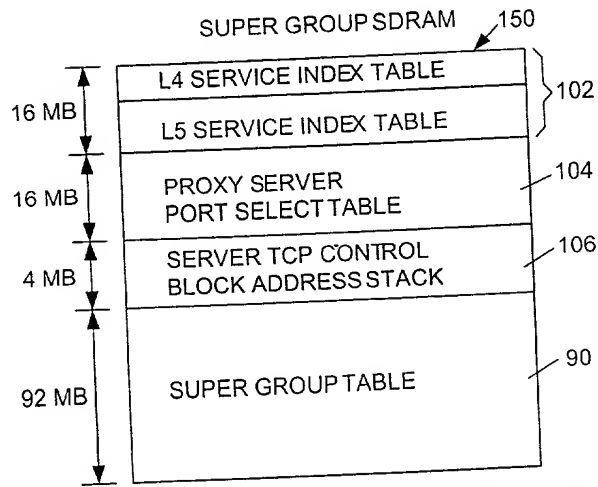 SUPER GROUP SDRAM
150
L4 SERVICE INDEX TABLE
102
16 MB
L5 SERVICE INDEX TABLE
PROXY SERVER
PORT SELECT TABLE
104
16 MB
SERVER TCP CONTROL
BLOCK ADDRESS STACK
106
4 MB
SUPER GROUP TABLE
90
92 MB